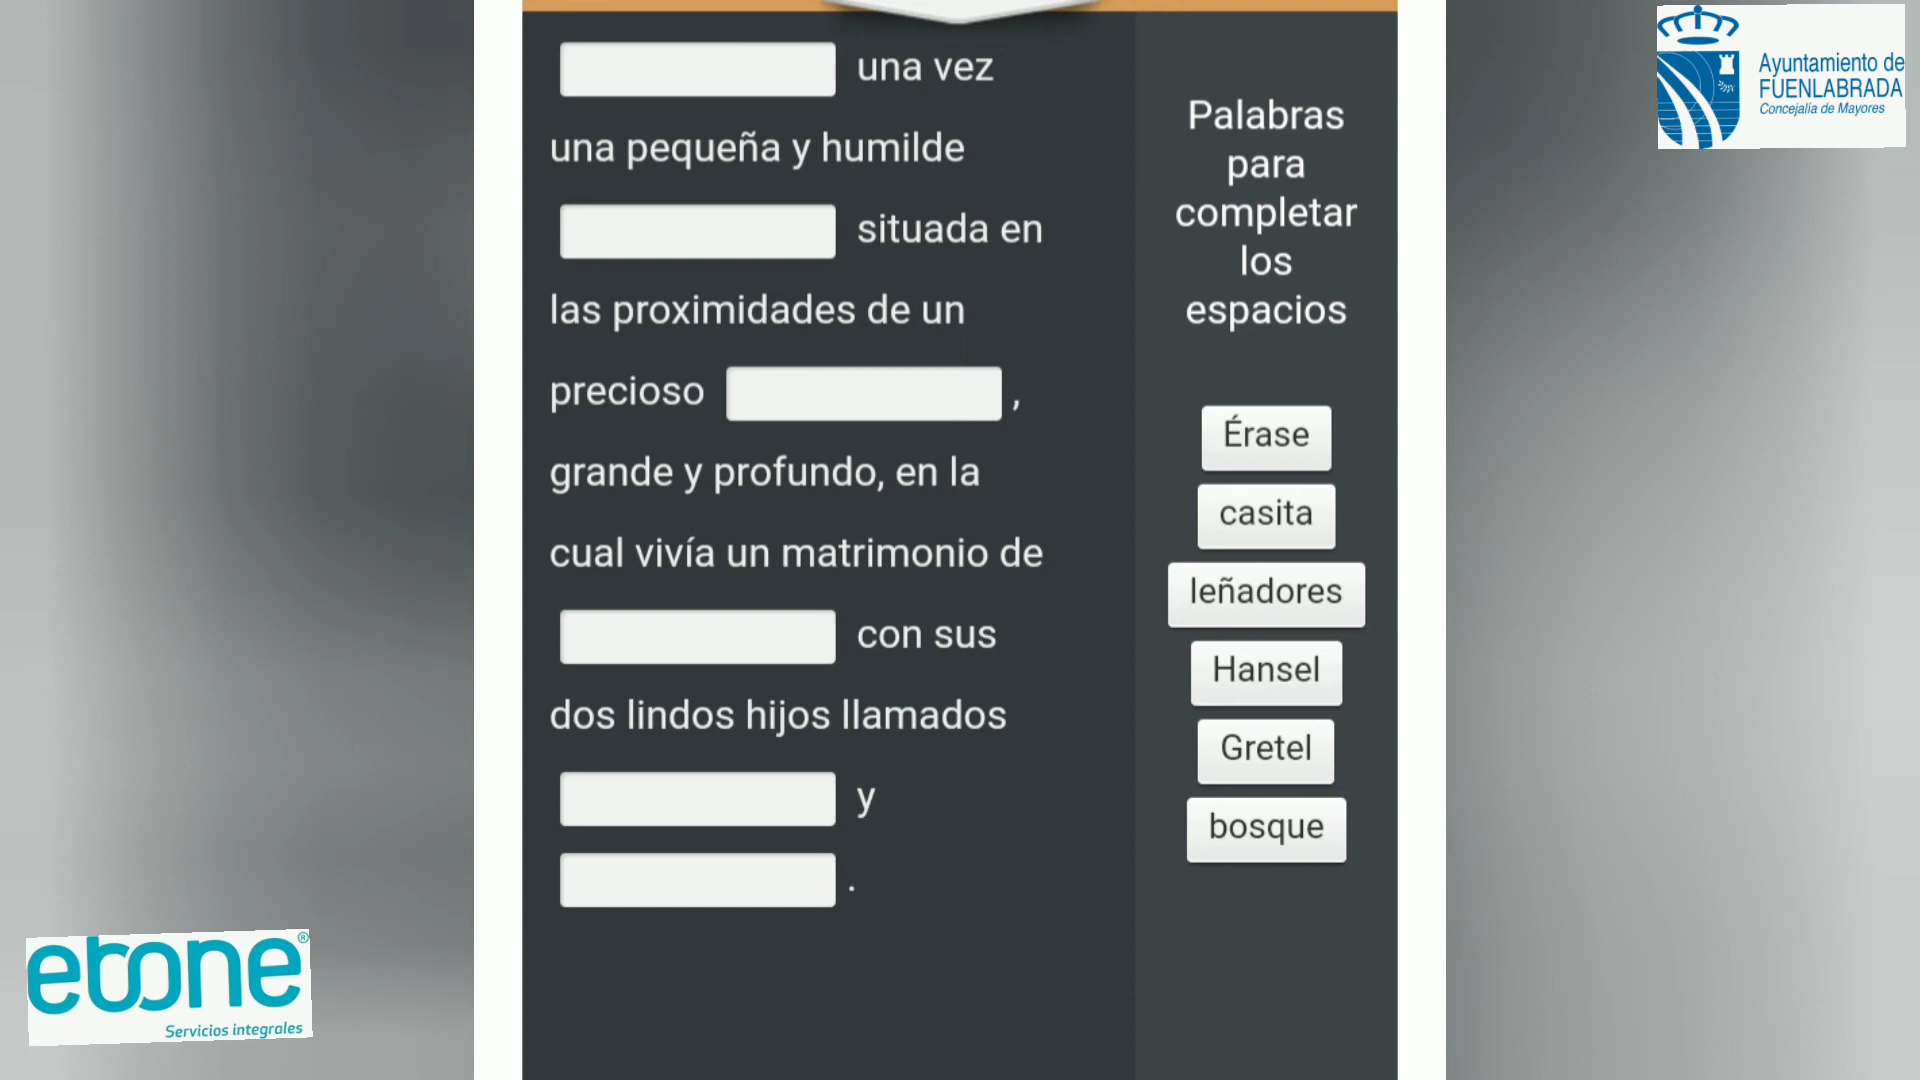 una vez
una pequeña y humilde
situada en
las proximidades de un
precioso ,
grande y profundo, en la
cual vivía un matrimonio de
con sus
dos lindos hijos llamados
y
.
Palabras
para
completar
los
espacios
Érase
casita
leñadores
Hansel
Gretel
bosque
Ayuntamiento de
FUENLABRADA
Concejalía de Mayores
ebone®
Servicios integrales